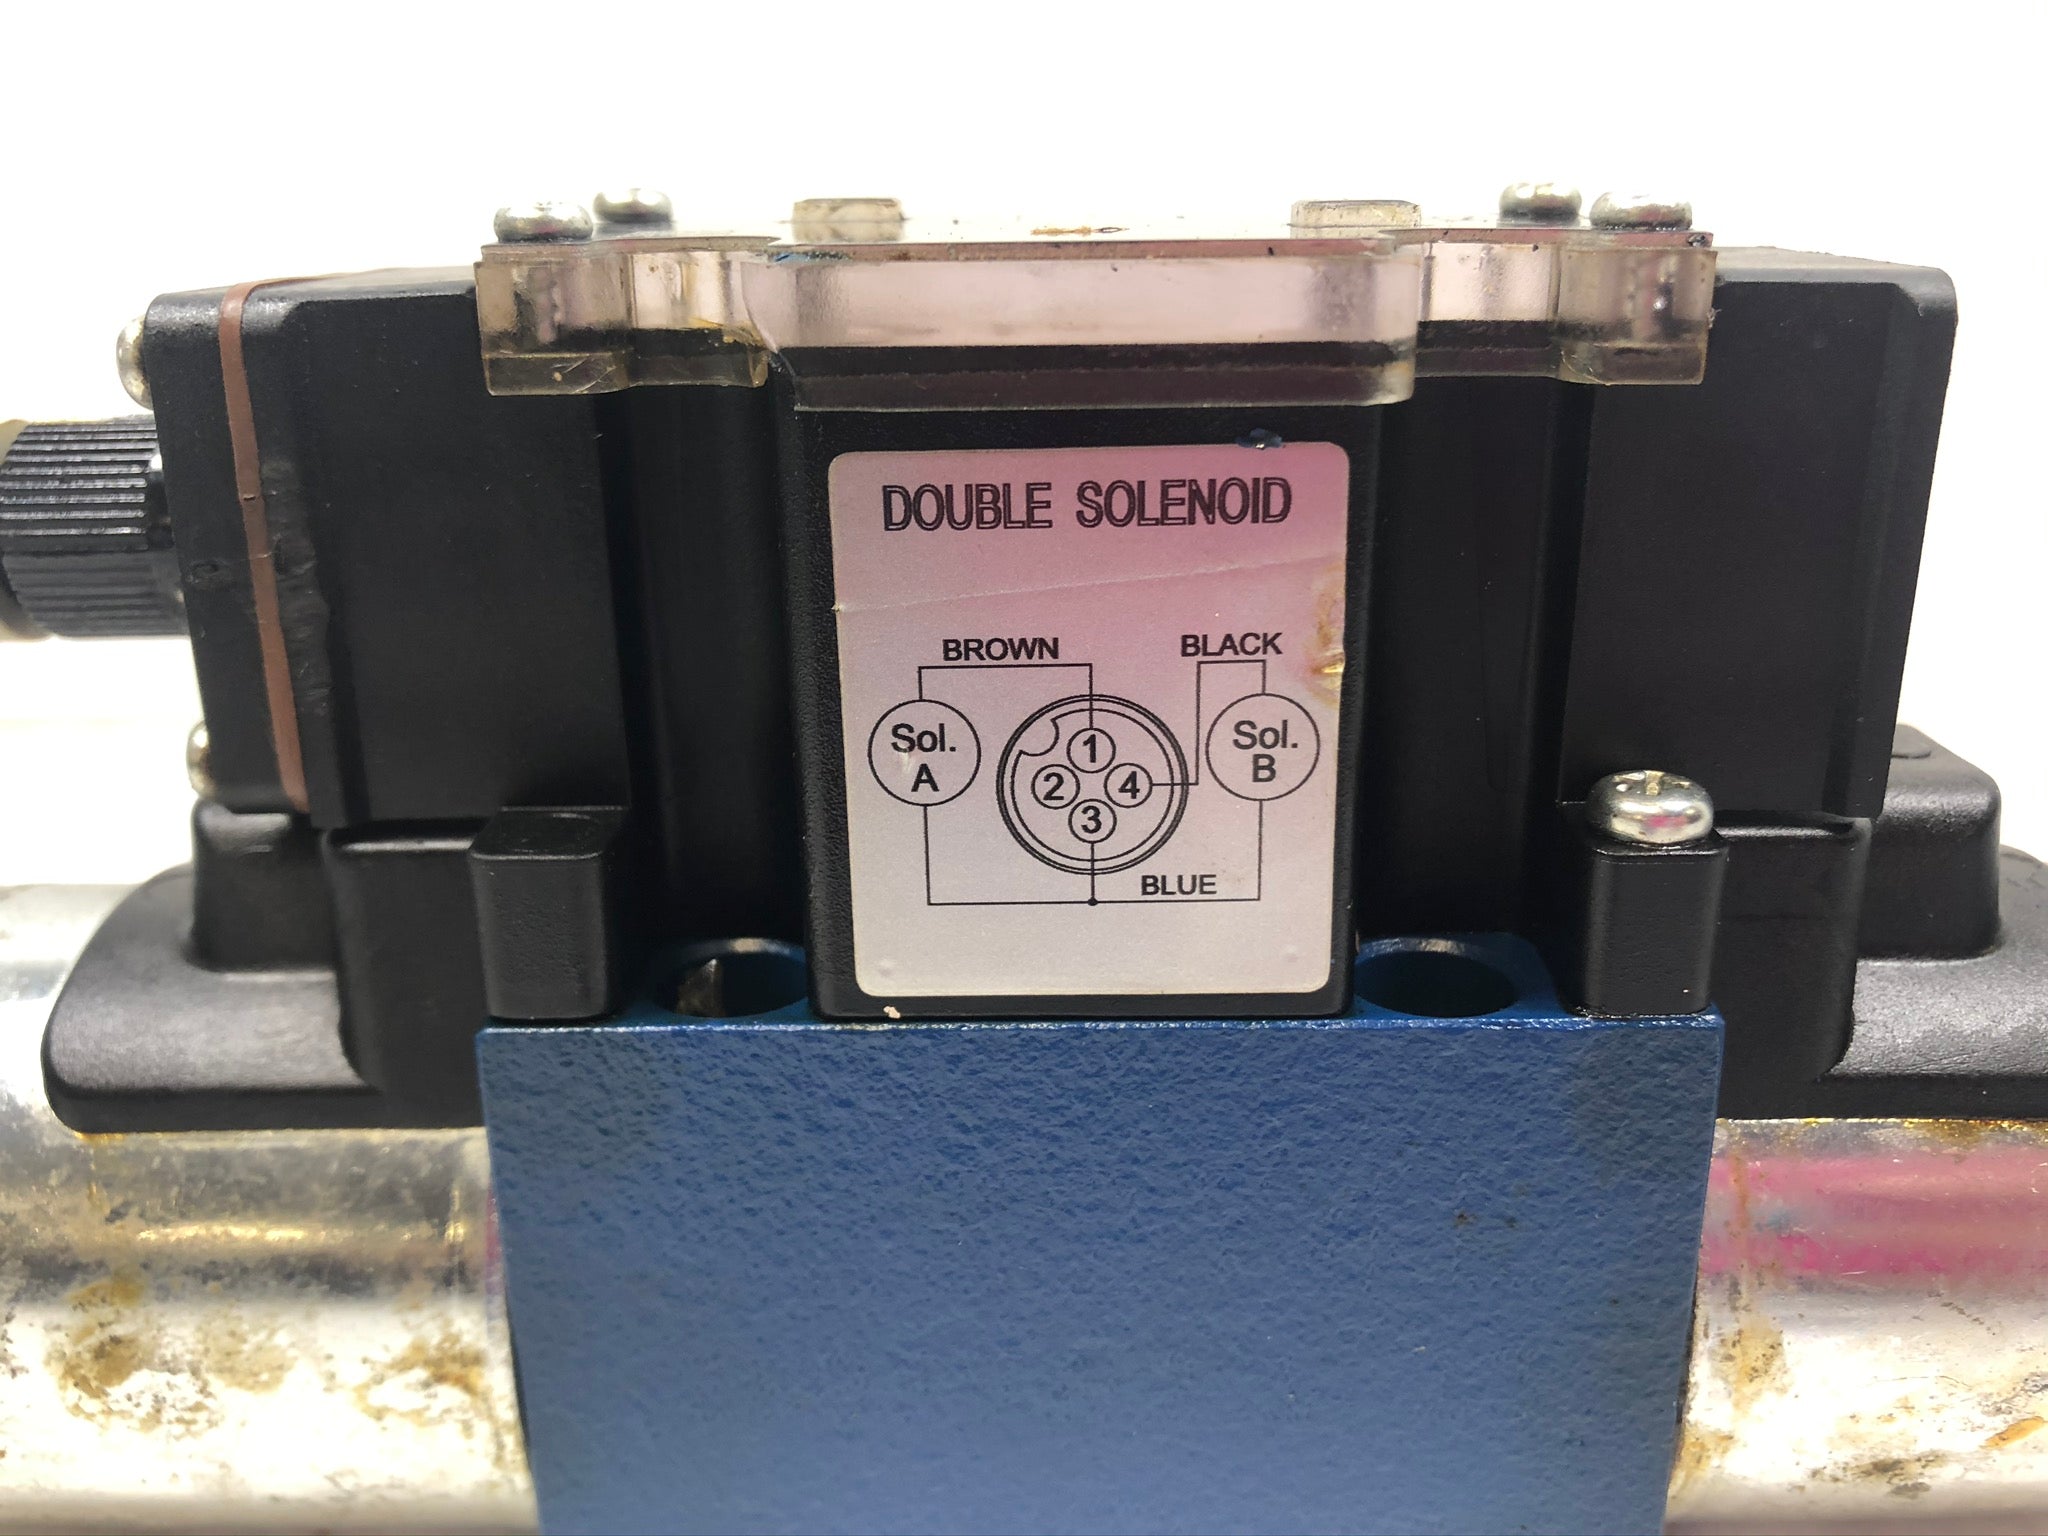 DOUBLE SOLENOID
BROWN
BLACK
Sol.
A
1
2
4
3
Sol.
B
BLUE